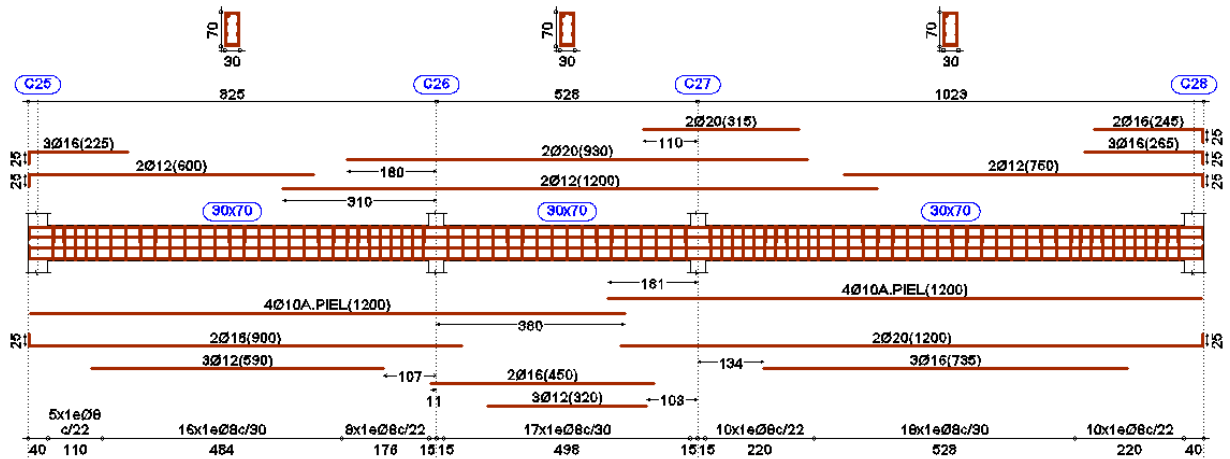 70 70 70
30 30 30
C25 C26 C27 C28
825 528 1023
2Ø20(315) 2Ø16(245)
25
3Ø16(225) 110 3Ø16(265)
25 2Ø20(930) 25
2Ø12(600) 180 2Ø12(750)
25 2Ø12(1200) 25
310
30x70 30x70 30x70
181
4Ø10A.PIEL(1200)
4Ø10A.PIEL(1200)
380
25 2Ø16(900) 2Ø20(1200) 25
3Ø12(590) 134 3Ø16(735)
107 2Ø16(450)
11 3Ø12(320) 103
5x1eØ8
c/22 16x1eØ8c/30 8x1eØ8c/22 17x1eØ8c/30 10x1eØ8c/22 18x1eØ8c/30 10x1eØ8c/22
40 110 484 176 15 15 498 15 15 220 528 220 40